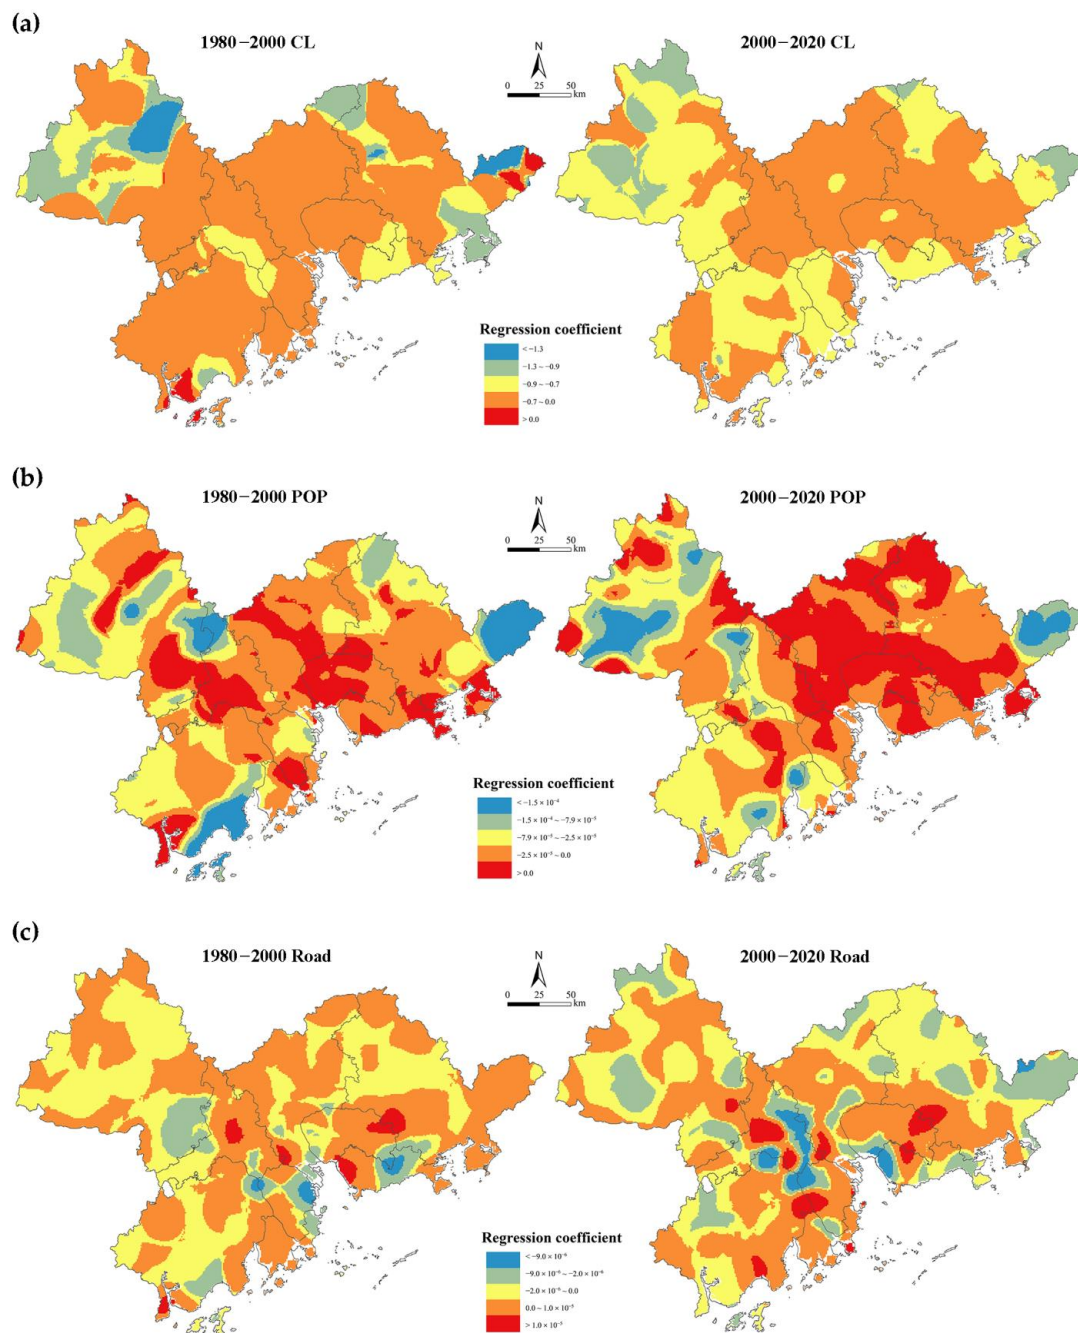 (a)
1980−2000 CL
2000−2020 CL
N
0 25 50
km
Regression coefficient
< −1.3
−1.3 ~ −0.9
−0.9 ~ −0.7
−0.7 ~ 0.0
> 0.0
(b)
1980−2000 POP
2000−2020 POP
N
0 25 50
km
Regression coefficient
< −1.5 × 10⁻⁴
−1.5 × 10⁻⁴ ~ −7.9 × 10⁻⁵
−7.9 × 10⁻⁵ ~ −2.5 × 10⁻⁵
−2.5 × 10⁻⁵ ~ 0.0
> 0.0
(c)
1980−2000 Road
2000−2020 Road
N
0 25 50
km
Regression coefficient
< −9.0 × 10⁻⁶
−9.0 × 10⁻⁶ ~ −2.0 × 10⁻⁶
−2.0 × 10⁻⁶ ~ 0.0
0.0 ~ 1.0 × 10⁻⁵
> 1.0 × 10⁻⁵